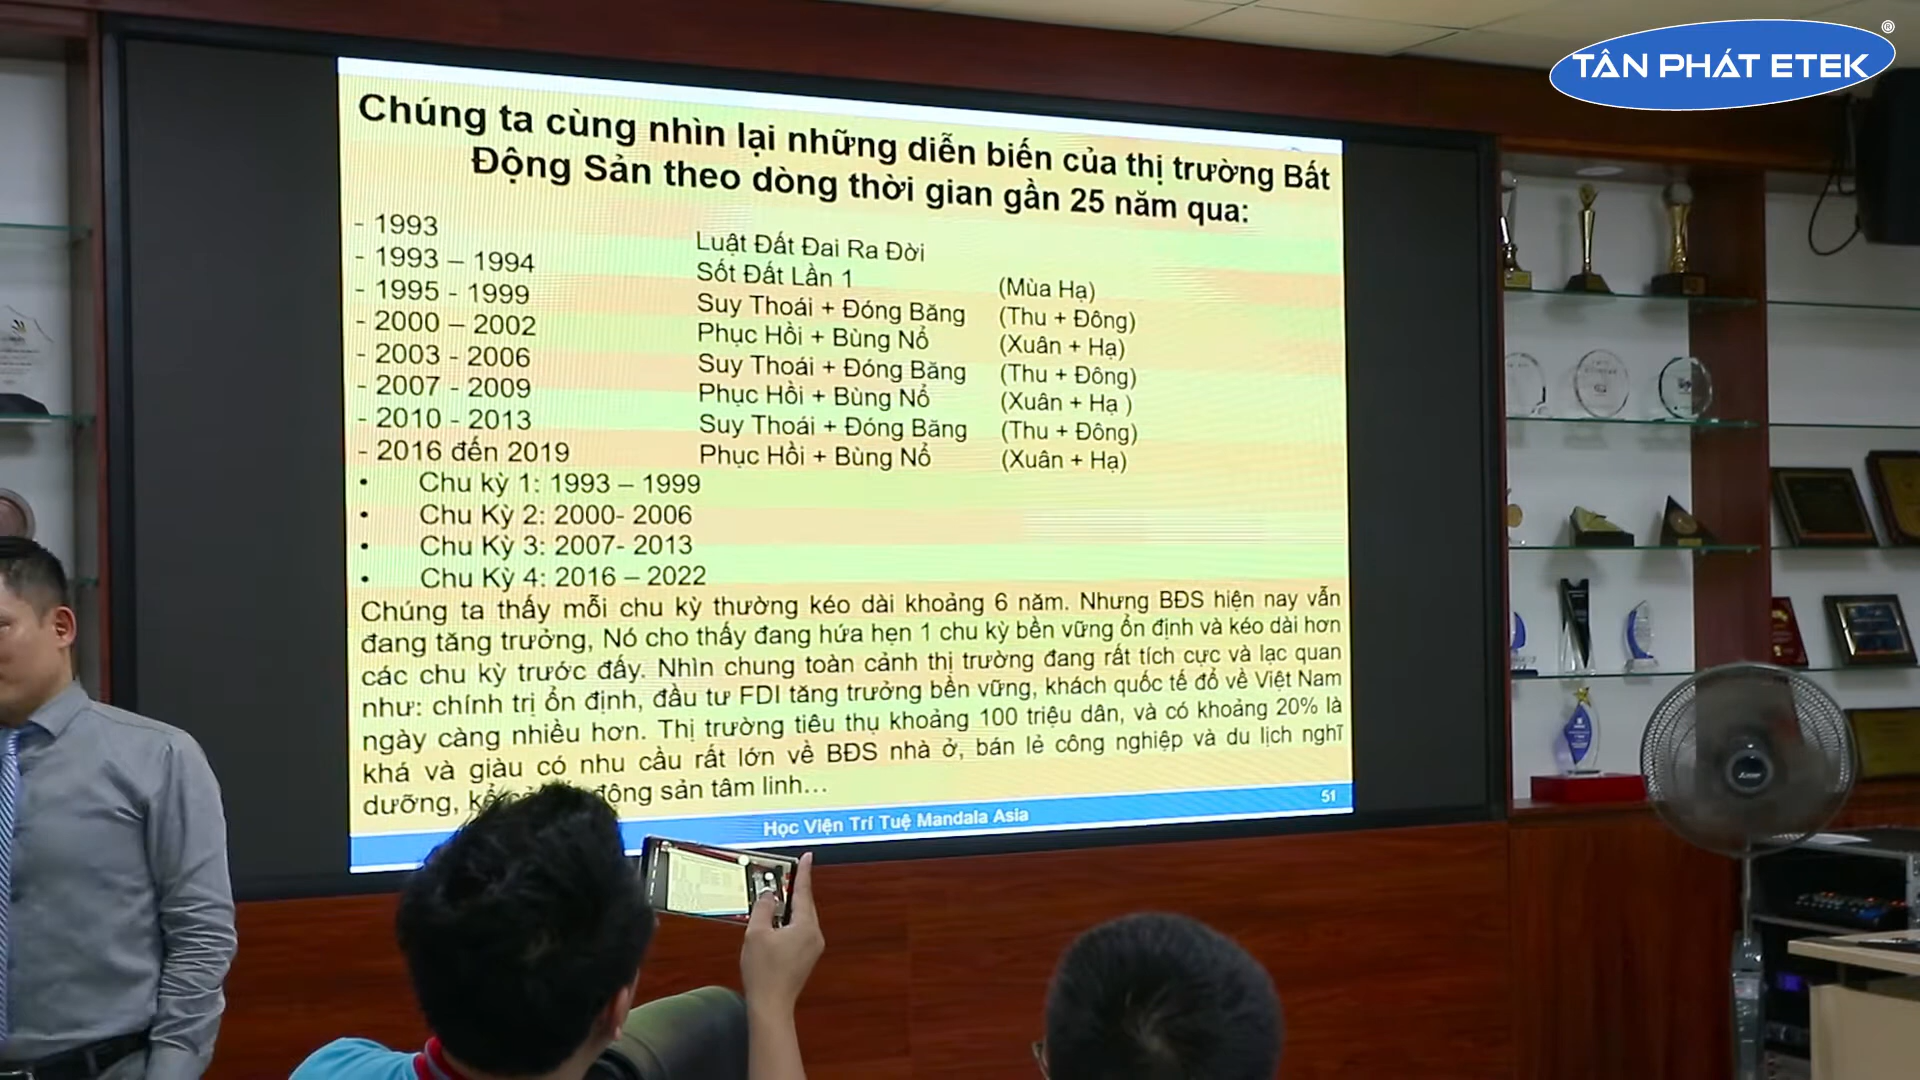 TÂN PHÁT ETEK
®
Chúng ta cùng nhìn lại những diễn biến của thị trường Bất
Động Sản theo dòng thời gian gần 25 năm qua:
- 1993 Luật Đất Đai Ra Đời
- 1993 – 1994 Sốt Đất Lần 1 (Mùa Hạ)
- 1995 - 1999 Suy Thoái + Đóng Băng (Thu + Đông)
- 2000 – 2002 Phục Hồi + Bùng Nổ (Xuân + Hạ)
- 2003 - 2006 Suy Thoái + Đóng Băng (Thu + Đông)
- 2007 - 2009 Phục Hồi + Bùng Nổ (Xuân + Hạ )
- 2010 - 2013 Suy Thoái + Đóng Băng (Thu + Đông)
- 2016 đến 2019 Phục Hồi + Bùng Nổ (Xuân + Hạ)
• Chu kỳ 1: 1993 – 1999
• Chu Kỳ 2: 2000- 2006
• Chu Kỳ 3: 2007- 2013
• Chu Kỳ 4: 2016 – 2022
Chúng ta thấy mỗi chu kỳ thường kéo dài khoảng 6 năm. Nhưng BĐS hiện nay vẫn
đang tăng trưởng, Nó cho thấy đang hứa hẹn 1 chu kỳ bền vững ổn định và kéo dài hơn
các chu kỳ trước đấy. Nhìn chung toàn cảnh thị trường đang rất tích cực và lạc quan
như: chính trị ổn định, đầu tư FDI tăng trưởng bền vững, khách quốc tế đổ về Việt Nam
ngày càng nhiều hơn. Thị trường tiêu thụ khoảng 100 triệu dân, và có khoảng 20% là
khá và giàu có nhu cầu rất lớn về BĐS nhà ở, bán lẻ công nghiệp và du lịch nghĩ
dưỡng, động sản tâm linh...
Học Viện Trí Tuệ Mandala Asia
51